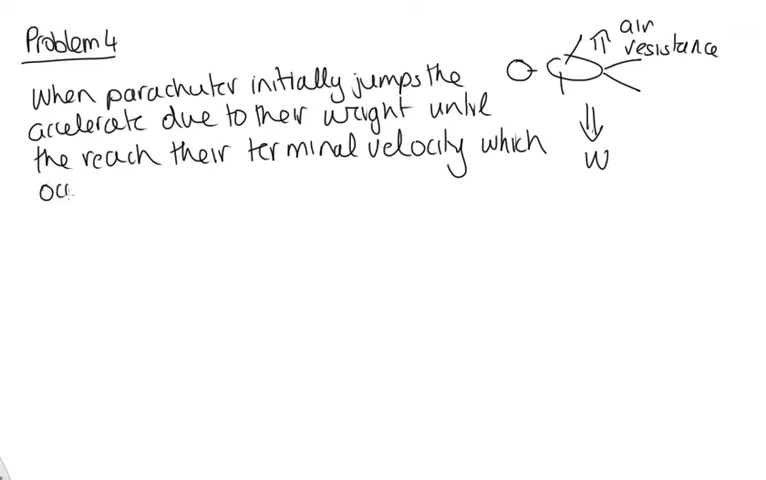 Problem 4
air
resistance
When parachuter initially jumps the
accelerate due to their weight until
the reach their terminal velocity which
occ
W